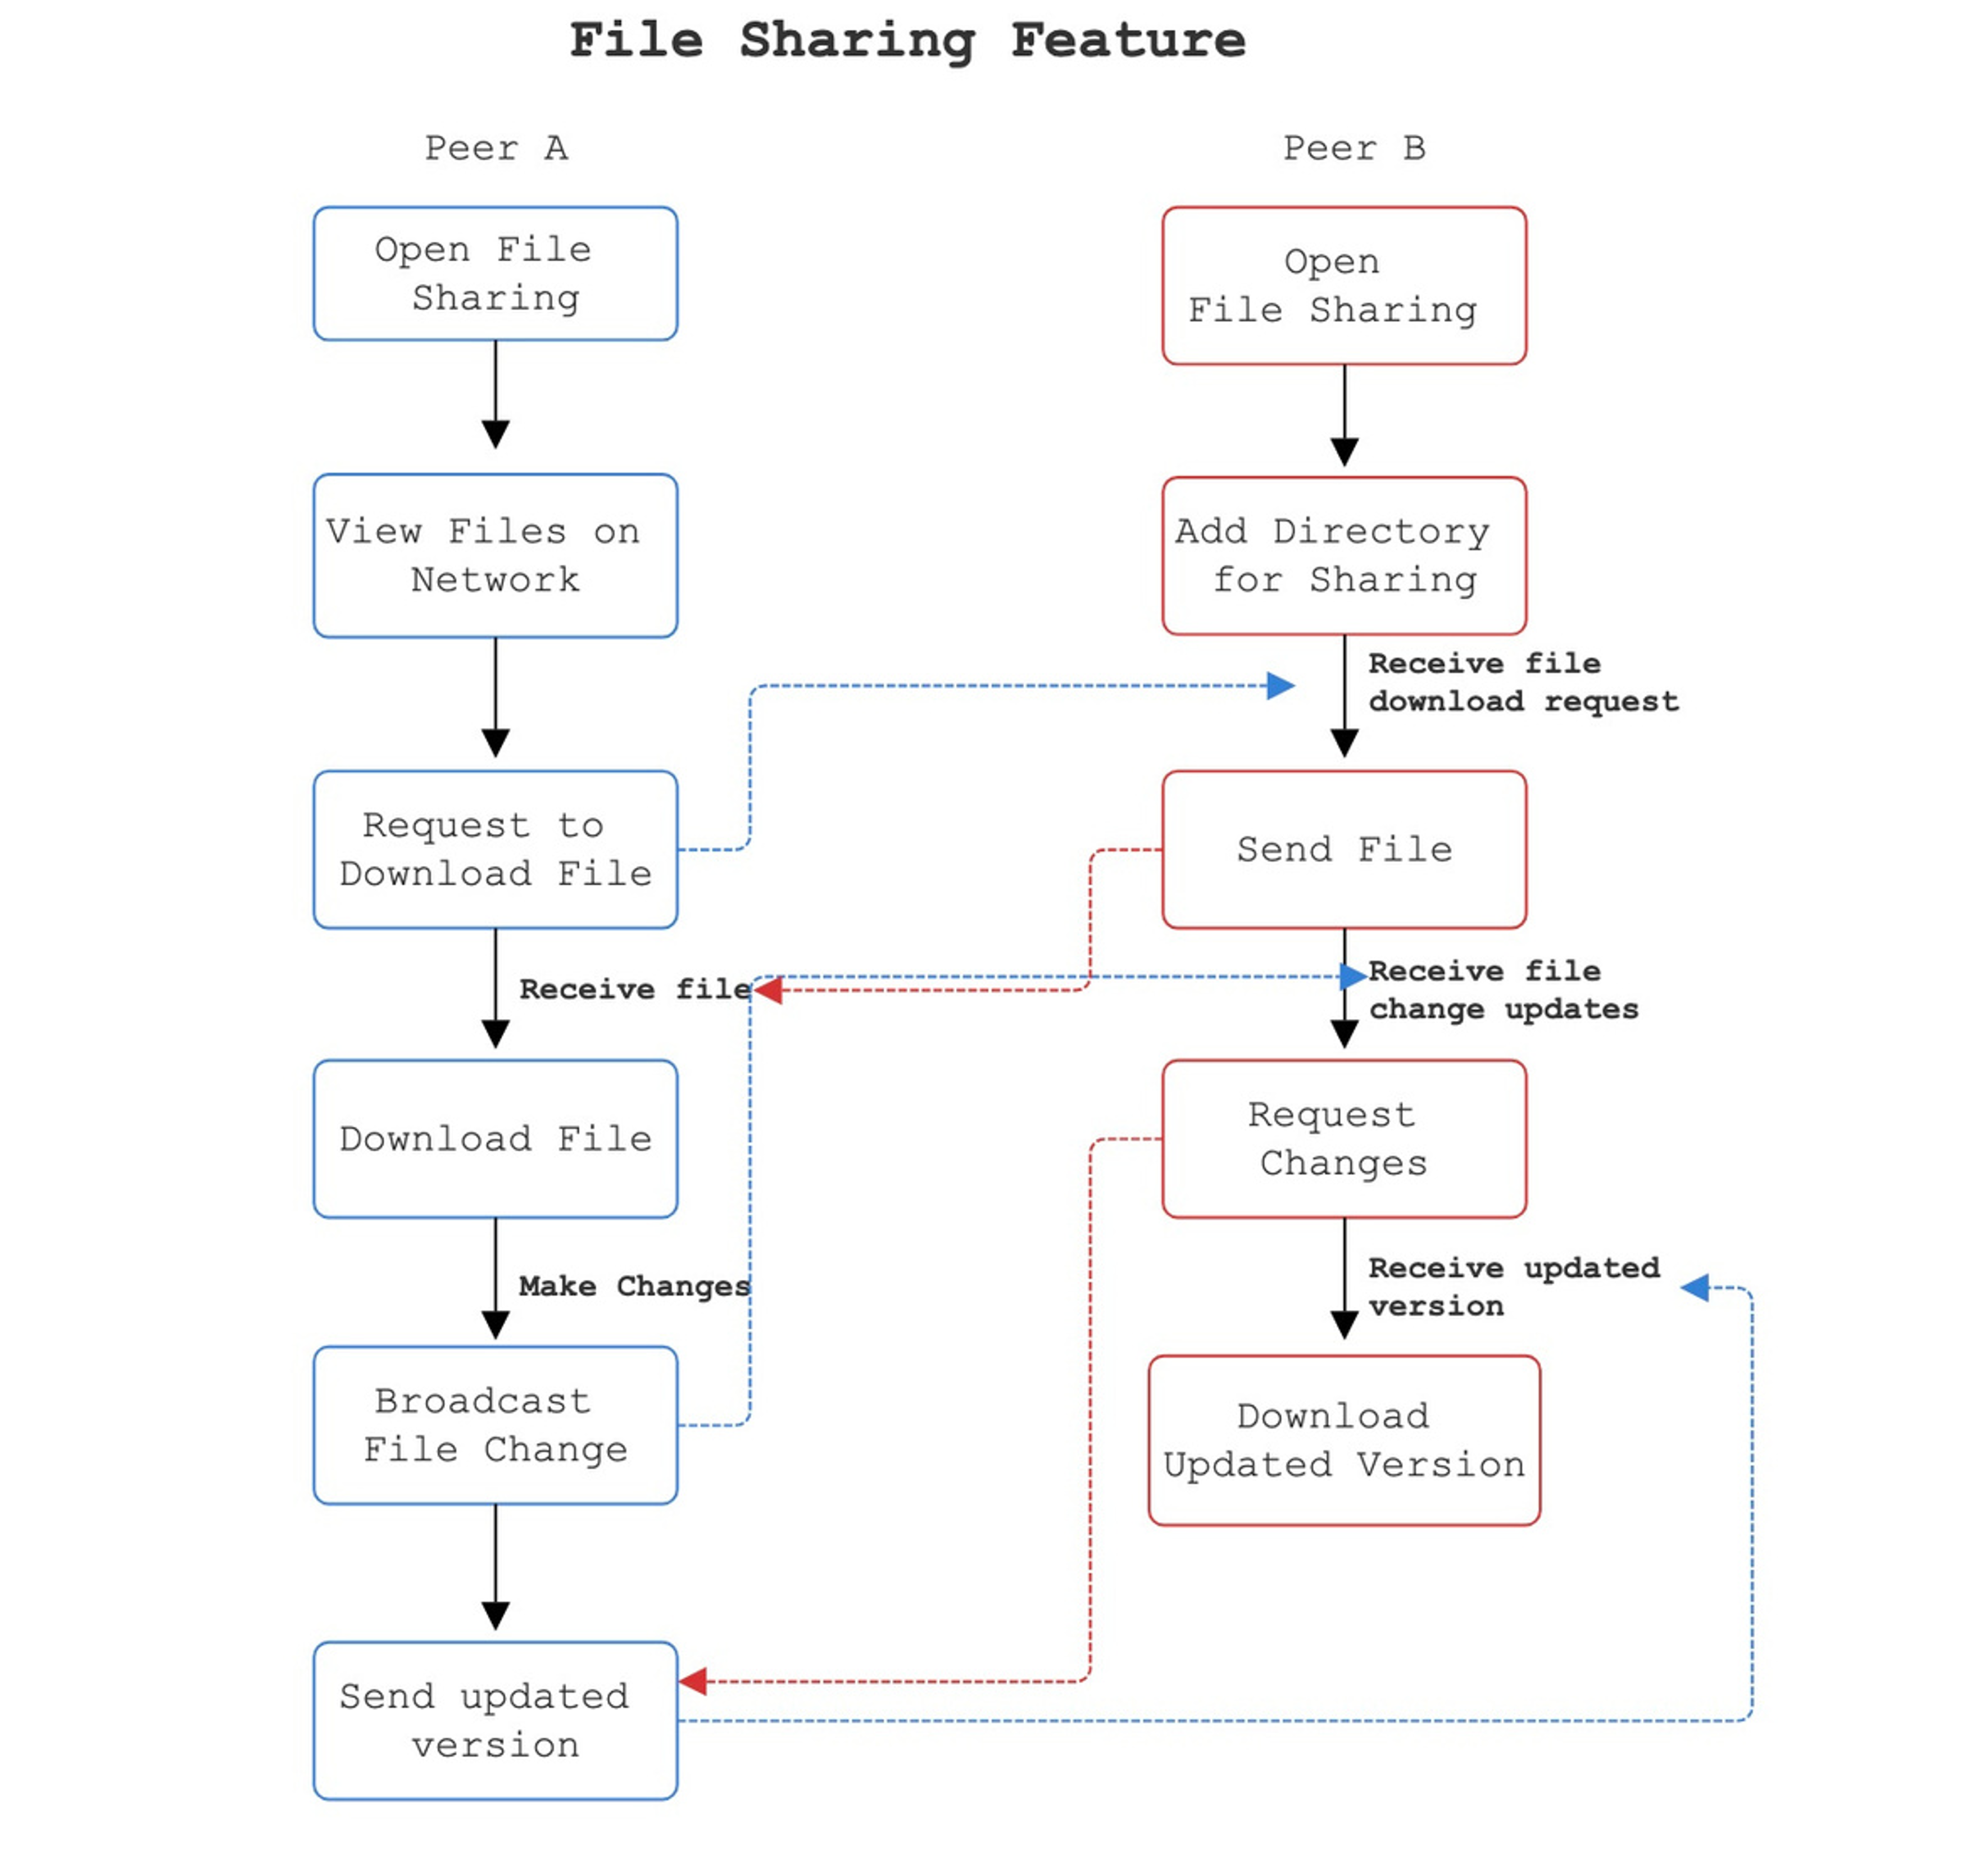 File Sharing Feature
Peer A
Peer B
Open File
Sharing
Open
File Sharing
View Files on
Network
Add Directory
for Sharing
Receive file
download request
Request to
Download File
Send File
Receive file
Receive file
change updates
Download File
Request
Changes
Make Changes
Receive updated
version
Broadcast
File Change
Download
Updated Version
Send updated
version